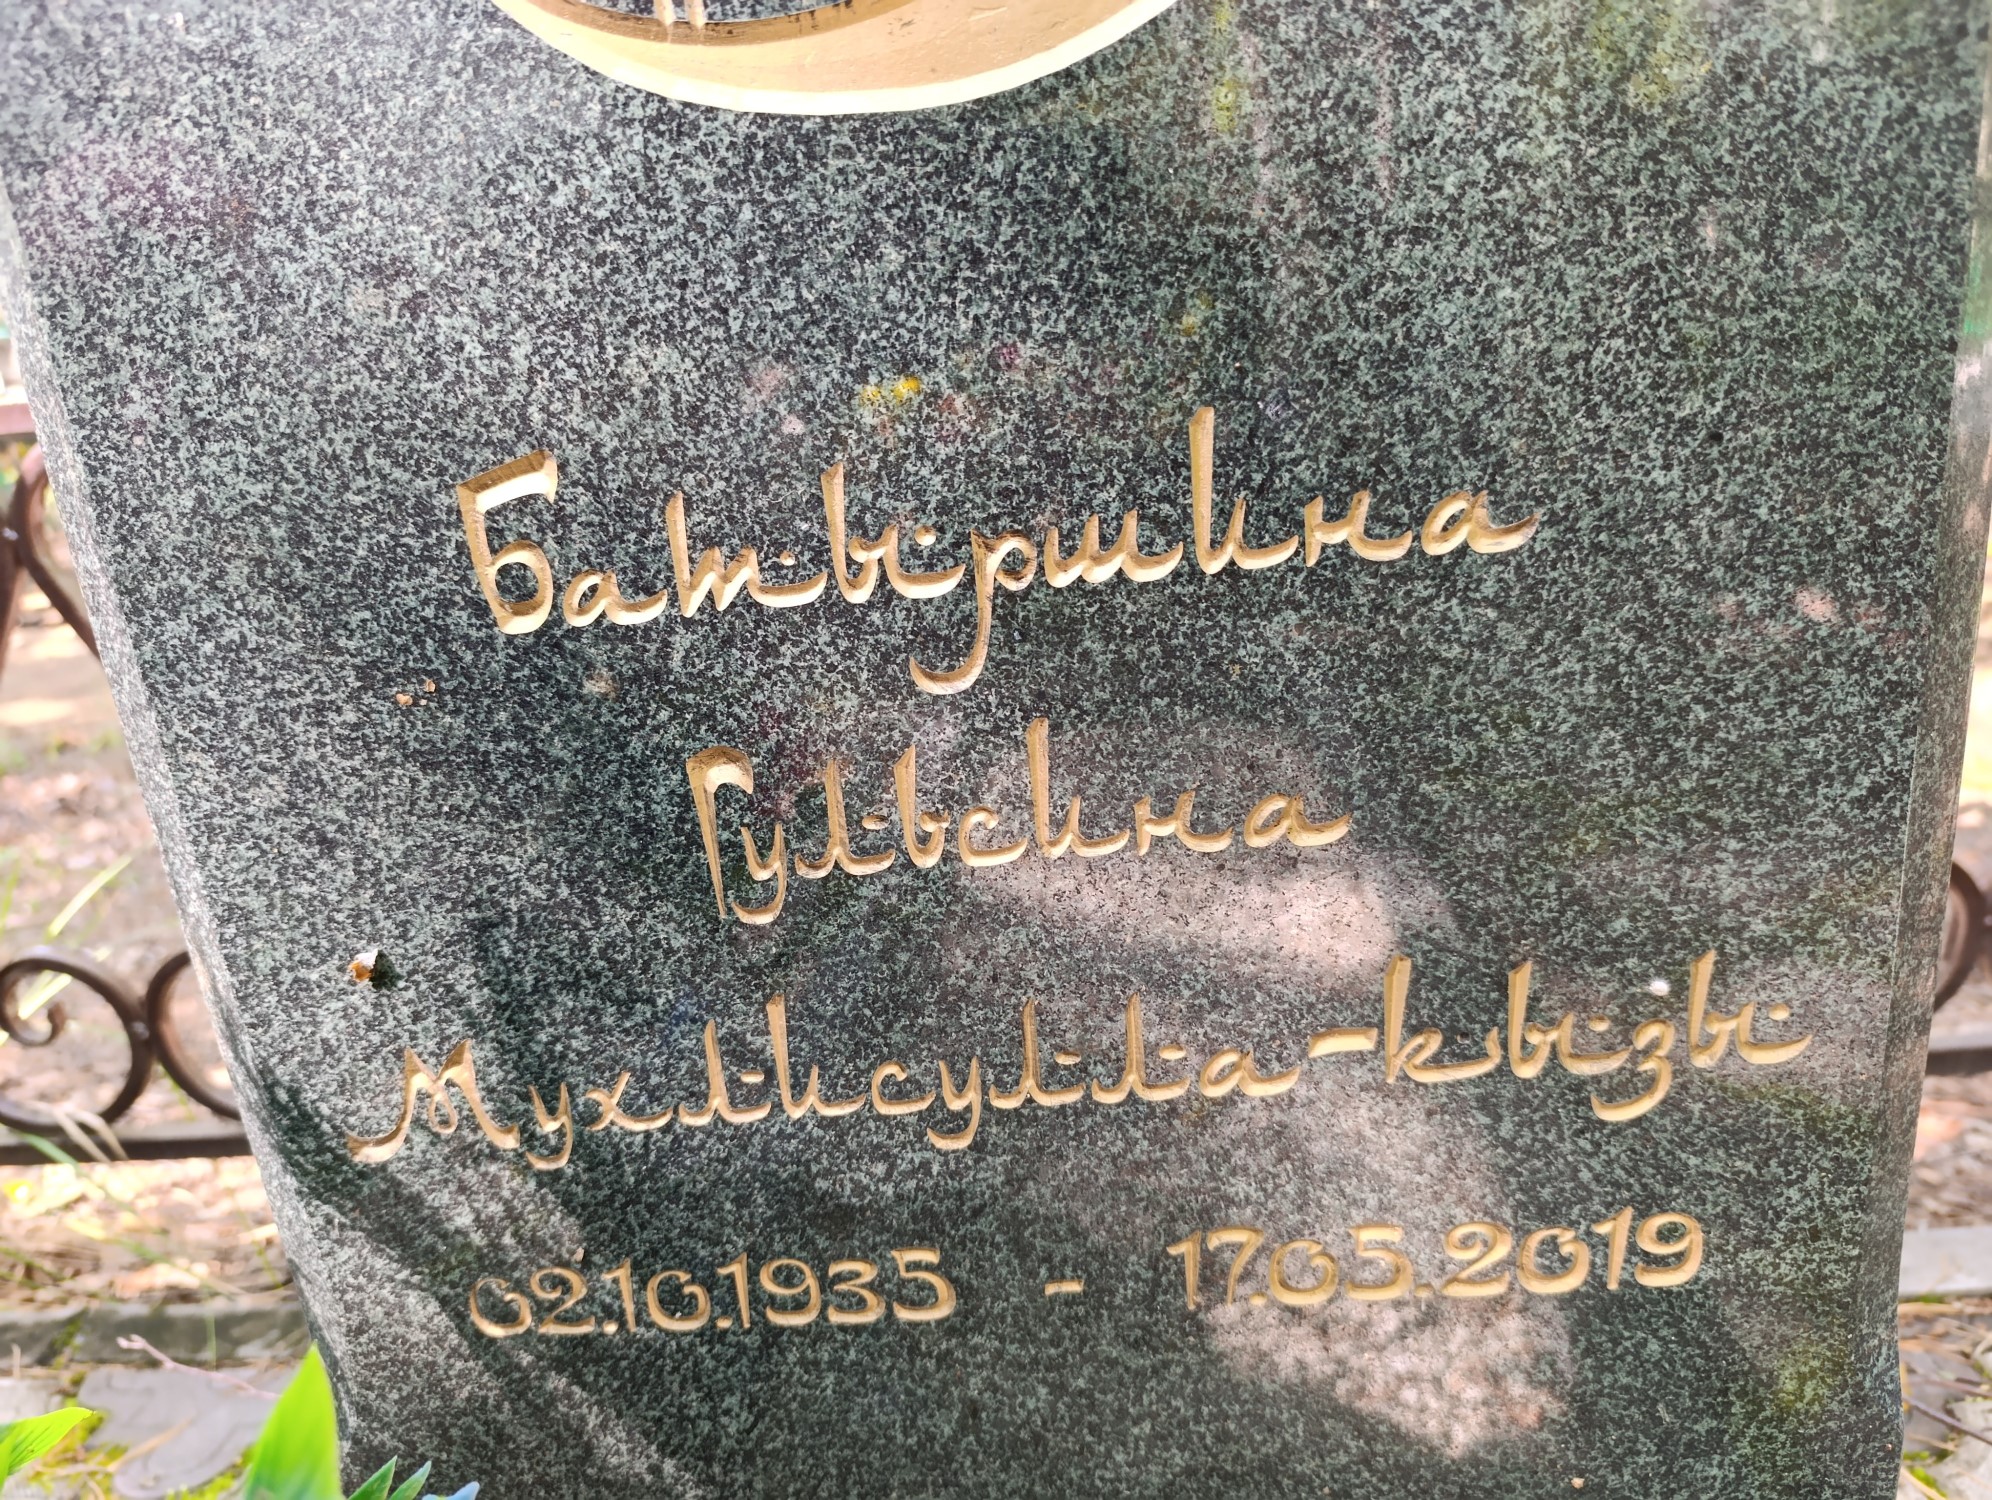 Батыршина
Гульсина
Мухлисулла-кызы
02.10.1935 - 17.05.2019